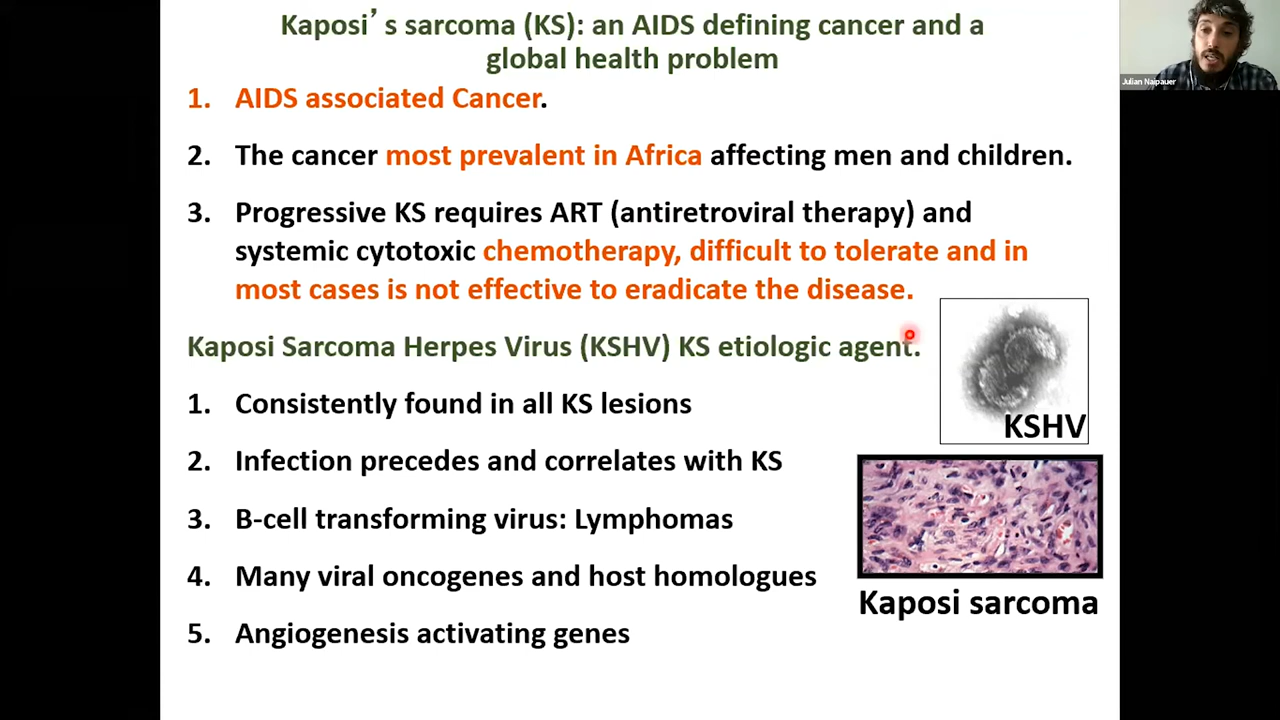 Kaposi's sarcoma (KS): an AIDS defining cancer and a
global health problem
1. AIDS associated Cancer.
2. The cancer most prevalent in Africa affecting men and children.
3. Progressive KS requires ART (antiretroviral therapy) and
systemic cytotoxic chemotherapy, difficult to tolerate and in
most cases is not effective to eradicate the disease.
Kaposi Sarcoma Herpes Virus (KSHV) KS etiologic agent.
1. Consistently found in all KS lesions
2. Infection precedes and correlates with KS
3. B-cell transforming virus: Lymphomas
4. Many viral oncogenes and host homologues
5. Angiogenesis activating genes
KSHV
Kaposi sarcoma
Julian Naipauer